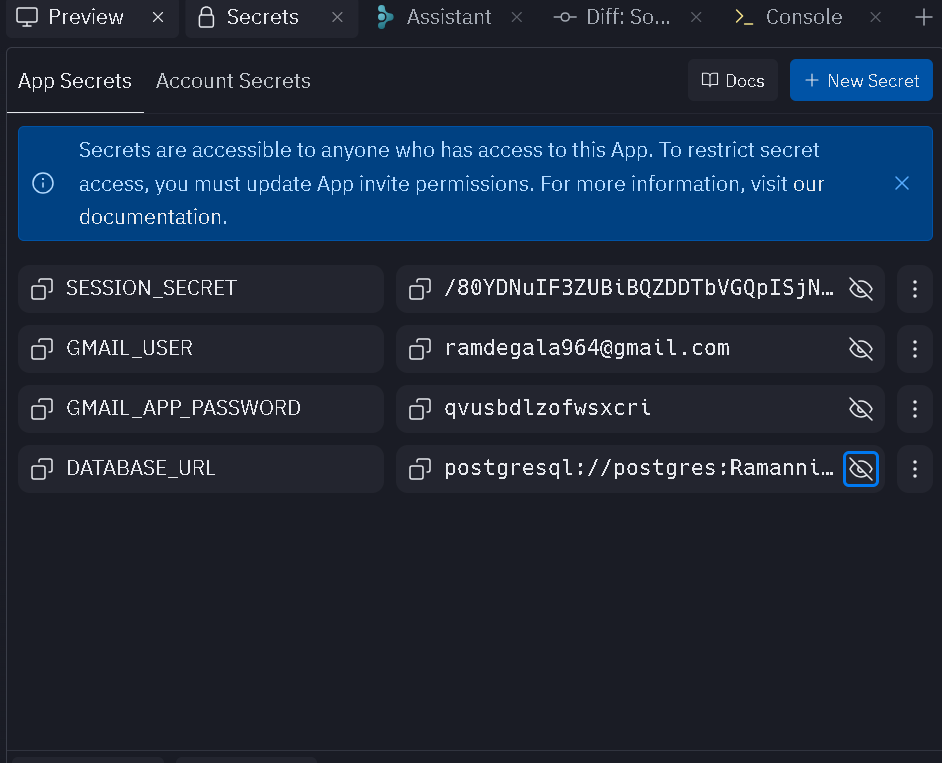 Preview
Secrets
Assistant
Diff: So...
Console
App Secrets
Account Secrets
Docs
New Secret
Secrets are accessible to anyone who has access to this App. To restrict secret
access, you must update App invite permissions. For more information, visit our
documentation.
SESSION_SECRET
/80YDNuIF3ZUBiBQZDDTbVGQpISjN...
GMAIL_USER
ramdegala964@gmail.com
GMAIL_APP_PASSWORD
qvusbdlzofwsxcri
DATABASE_URL
postgresql://postgres:Ramanni...